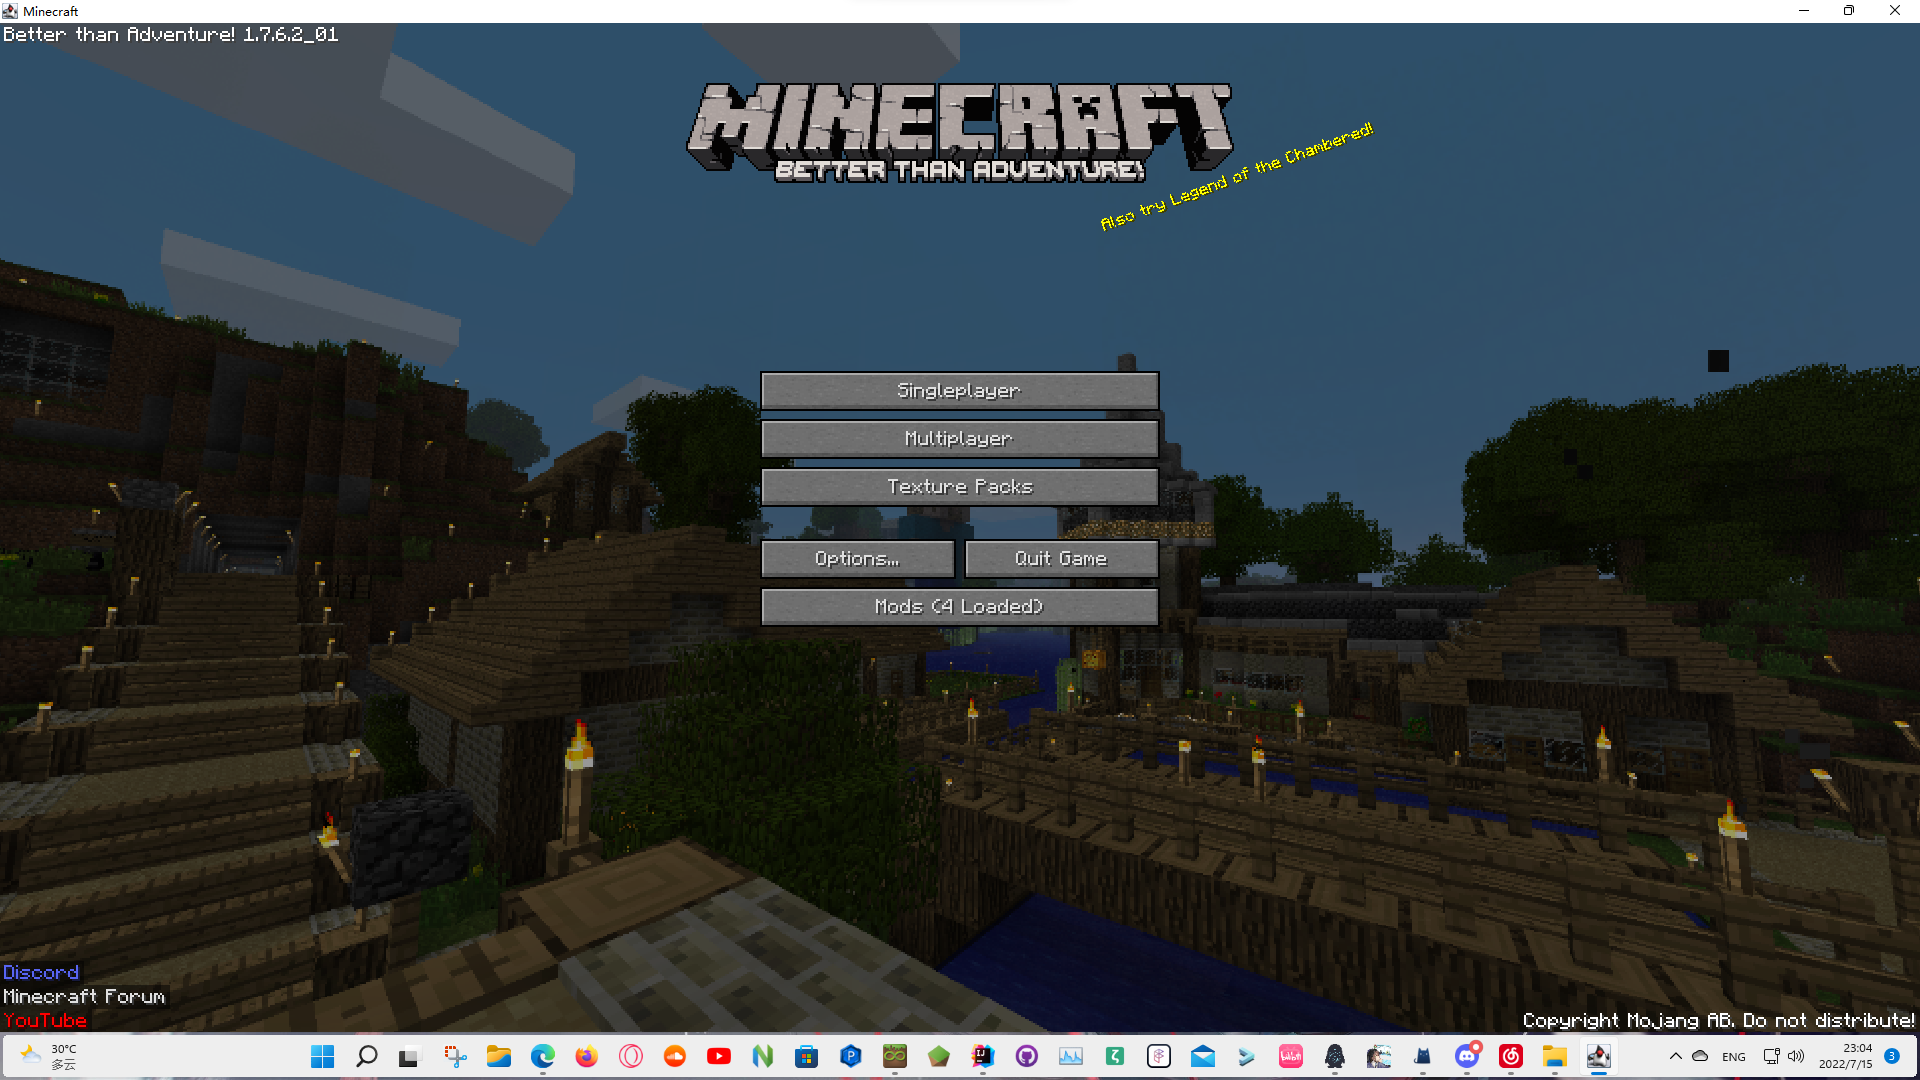 Minecraft
Better than Adventure! 1.7.6.2_01
MINECRAFT
BETTER THAN ADVENTURE!
Also try Legend of the Chambered!
Singleplayer
Multiplayer
Texture Packs
Options... Quit Game
Mods (4 Loaded)
Discord
Minecraft Forum
YouTube
Copyright Mojang AB. Do not distribute!
30°C
多云
ENG
23:04
2022/7/15
3